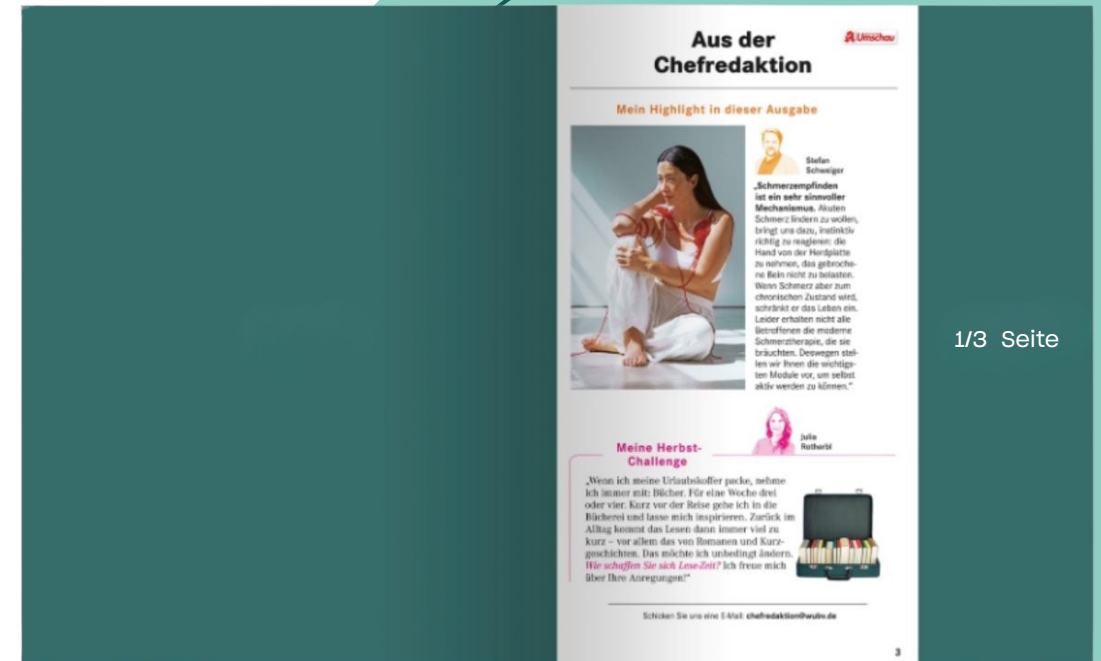 Aus der
Chefredaktion
A Umschau
Mein Highlight in dieser Ausgabe
Stefan
Schweiger
„Schmerzempfinden
ist ein sehr sinnvoller
Mechanismus. Akuten
Schmerz lindern zu wollen,
bringt uns dazu, instinktiv
richtig zu reagieren: die
Hand von der Herdplatte
zu nehmen, das gebroche-
ne Bein nicht zu belasten.
Wenn Schmerz aber zum
chronischen Zustand wird,
schränkt er das Leben ein.
Leider erhalten nicht alle
Betroffenen die moderne
Schmerztherapie, die sie
bräuchten. Deswegen stel-
len wir Ihnen die wichtigs-
ten Module vor, um selbst
aktiv werden zu können.“
Julia
Rotherbl
Meine Herbst-
Challenge
„Wenn ich meine Urlaubskoffer packe, nehme
ich immer mit: Bücher. Für eine Woche drei
oder vier. Kurz vor der Reise gehe ich in die
Bücherei und lasse mich inspirieren. Zurück im
Alltag kommt das Lesen dann immer viel zu
kurz – vor allem das von Romanen und Kurz-
geschichten. Das möchte ich unbedingt ändern.
Wie schaffen Sie sich Lese-Zeit? Ich freue mich
über Ihre Anregungen!“
Schicken Sie uns eine E-Mail: chefredaktion@wubv.de
3
1/3 Seite